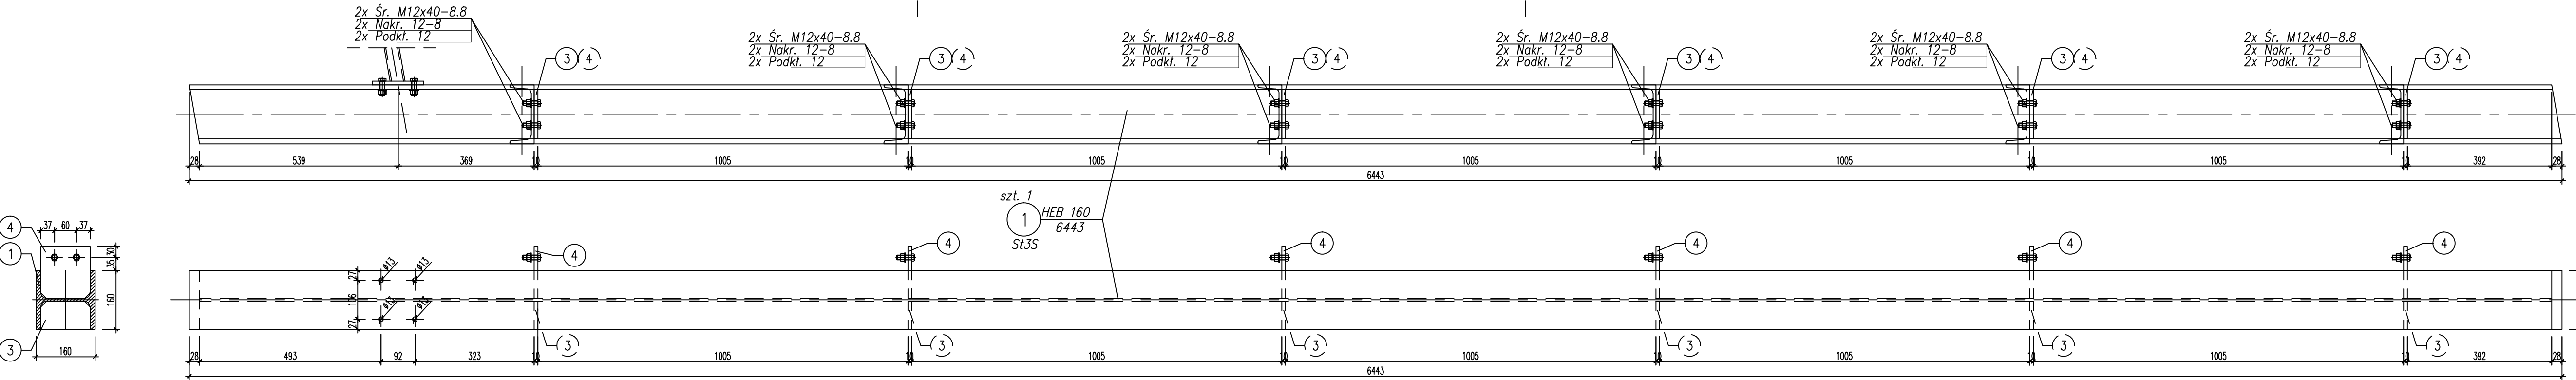 2x Śr. M12x40-8.8
2x Nakr. 12-8
2x Podkł. 12
3 4
2x Śr. M12x40-8.8
2x Nakr. 12-8
2x Podkł. 12
3 4
2x Śr. M12x40-8.8
2x Nakr. 12-8
2x Podkł. 12
3 4
2x Śr. M12x40-8.8
2x Nakr. 12-8
2x Podkł. 12
3 4
2x Śr. M12x40-8.8
2x Nakr. 12-8
2x Podkł. 12
3 4
2x Śr. M12x40-8.8
2x Nakr. 12-8
2x Podkł. 12
3 4
28 539 369 10 1005 10 1005 10 1005 10 1005 10 1005 10 392 28
6443
szt. 1
1 HEB 160
6443
St3S
37 60 37
4
1
3
30
35
160
160
4 4 4 4 4 4
ø13 ø13
ø13 ø13
27
106
27
3 3 3 3 3 3
28 493 92 323 10 1005 10 1005 10 1005 10 1005 10 1005 10 392 28
6443